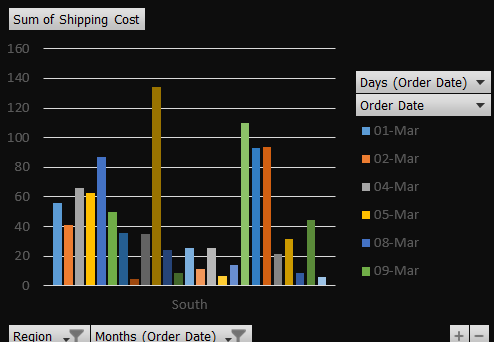 Sum of Shipping Cost
160
140
120
100
80
60
40
20
0
South
Days (Order Date)
Order Date
01-Mar
02-Mar
04-Mar
05-Mar
08-Mar
09-Mar
Region Months (Order Date)